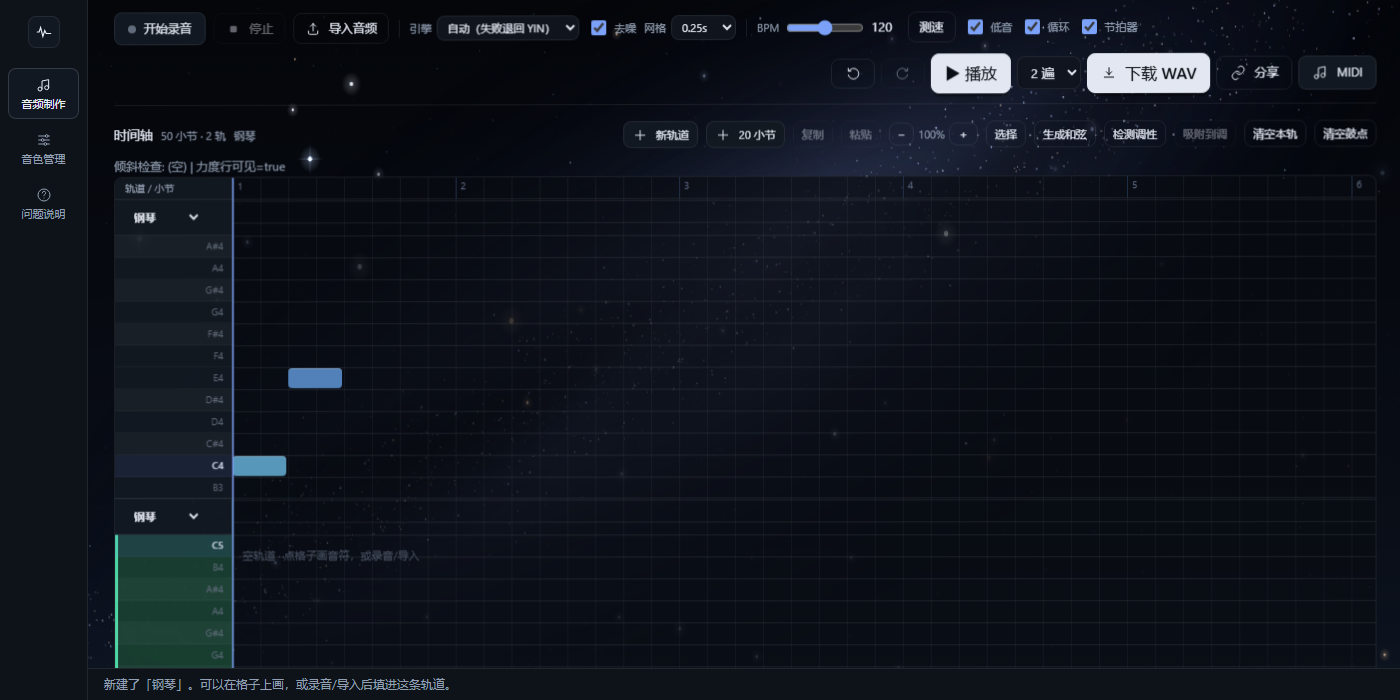 开始录音 停止 导入音频 引擎 自动（失败退回 YIN） 去噪 网格 0.25s BPM 120 测速 低音 循环 节拍器
播放 2 遍 下载 WAV 分享 MIDI
音频制作
音色管理
问题说明
时间轴 50 小节 · 2 轨 钢琴 新轨道 20 小节 复制 粘贴 − 100% + 选择 生成和弦 检测调性 吸附到调 清空本轨 清空鼓点
倾斜检查: (空) | 力度行可见=true
轨道 / 小节 1 2 3 4 5 6
钢琴
A#4
A4
G#4
G4
F#4
F4
E4
D#4
D4
C#4
C4
B3
钢琴
C5
空轨道 · 点格子画音符，或录音/导入
B4
A#4
A4
G#4
G4
新建了「钢琴」。可以在格子上画，或录音/导入后填进这条轨道。